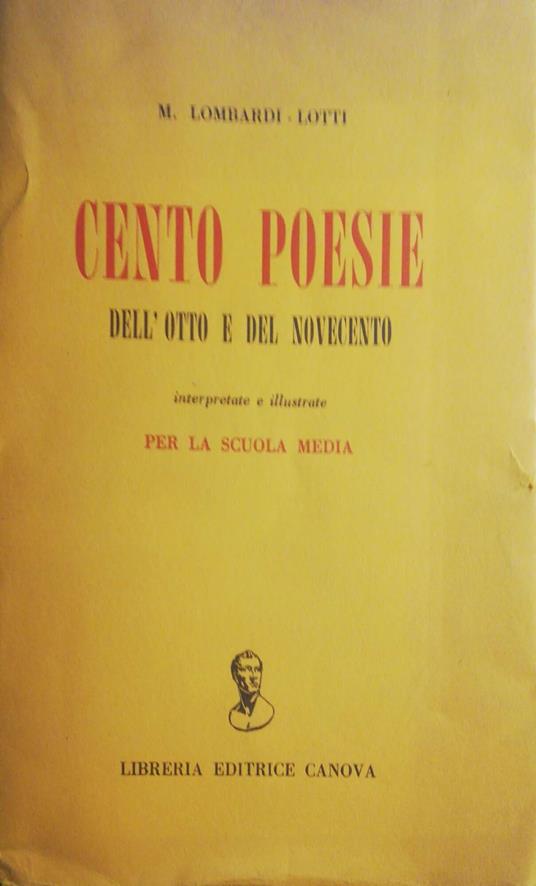 M. LOMBARDI - LOTTI
CENTO POESIE
DELL'OTTO E DEL NOVECENTO
interpretate e illustrate
PER LA SCUOLA MEDIA
LIBRERIA EDITRICE CANOVA